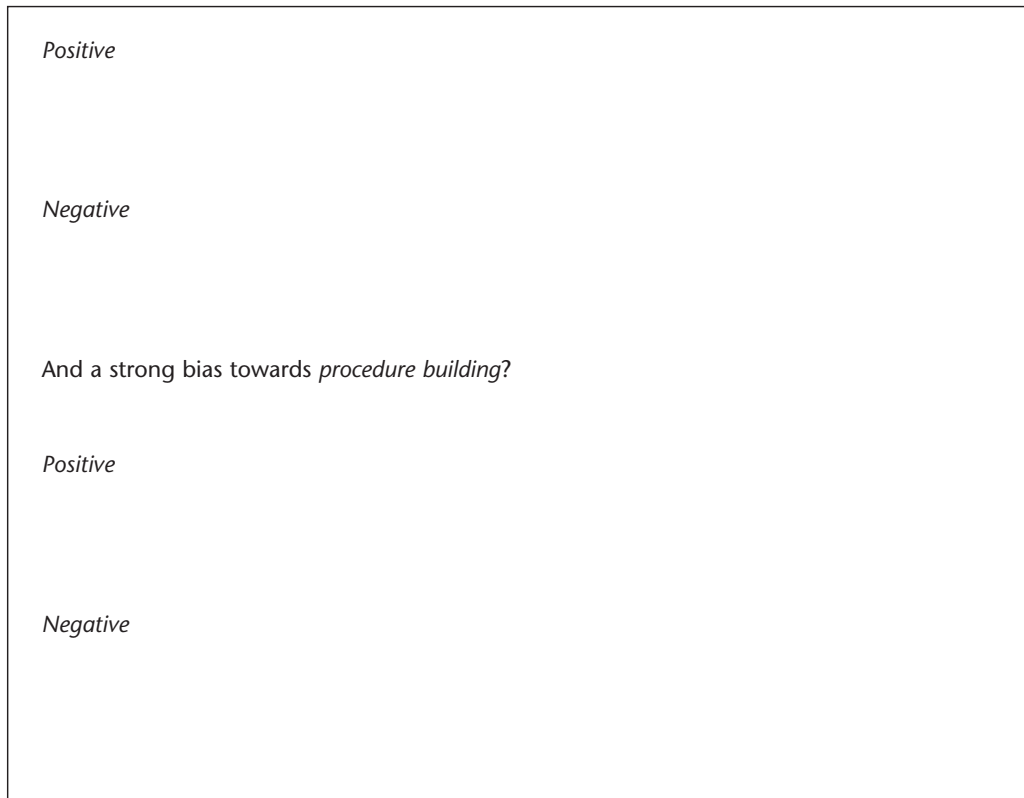 Positive
Negative
And a strong bias towards procedure building?
Positive
Negative